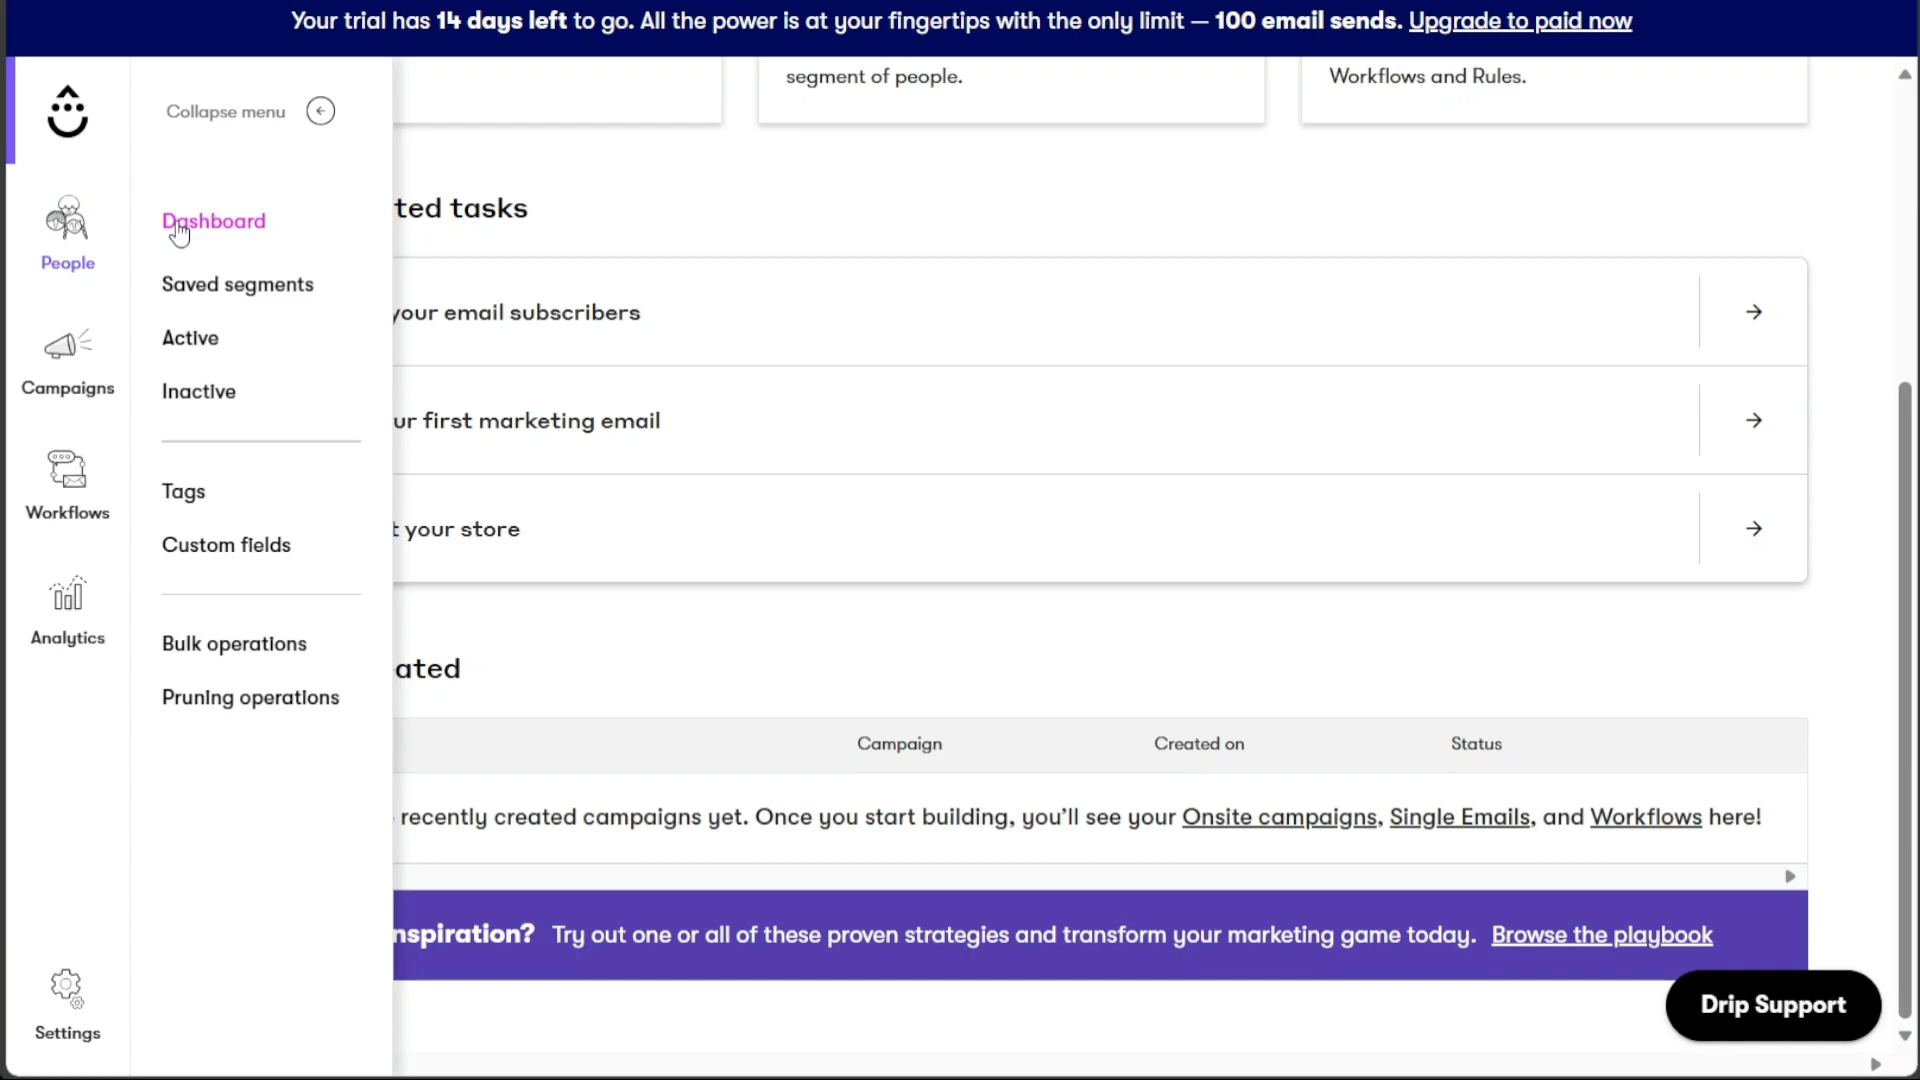 Your trial has 14 days left to go. All the power is at your fingertips with the only limit — 100 email sends. Upgrade to paid now
Collapse menu
People
Campaigns
Workflows
Analytics
Settings
Dashboard
Saved segments
Active
Inactive
Tags
Custom fields
Bulk operations
Pruning operations
segment of people.
Workflows and Rules.
ted tasks
your email subscribers
ur first marketing email
t your store
ated
Campaign Created on Status
recently created campaigns yet. Once you start building, you'll see your Onsite campaigns, Single Emails, and Workflows here!
nspiration? Try out one or all of these proven strategies and transform your marketing game today. Browse the playbook
Drip Support